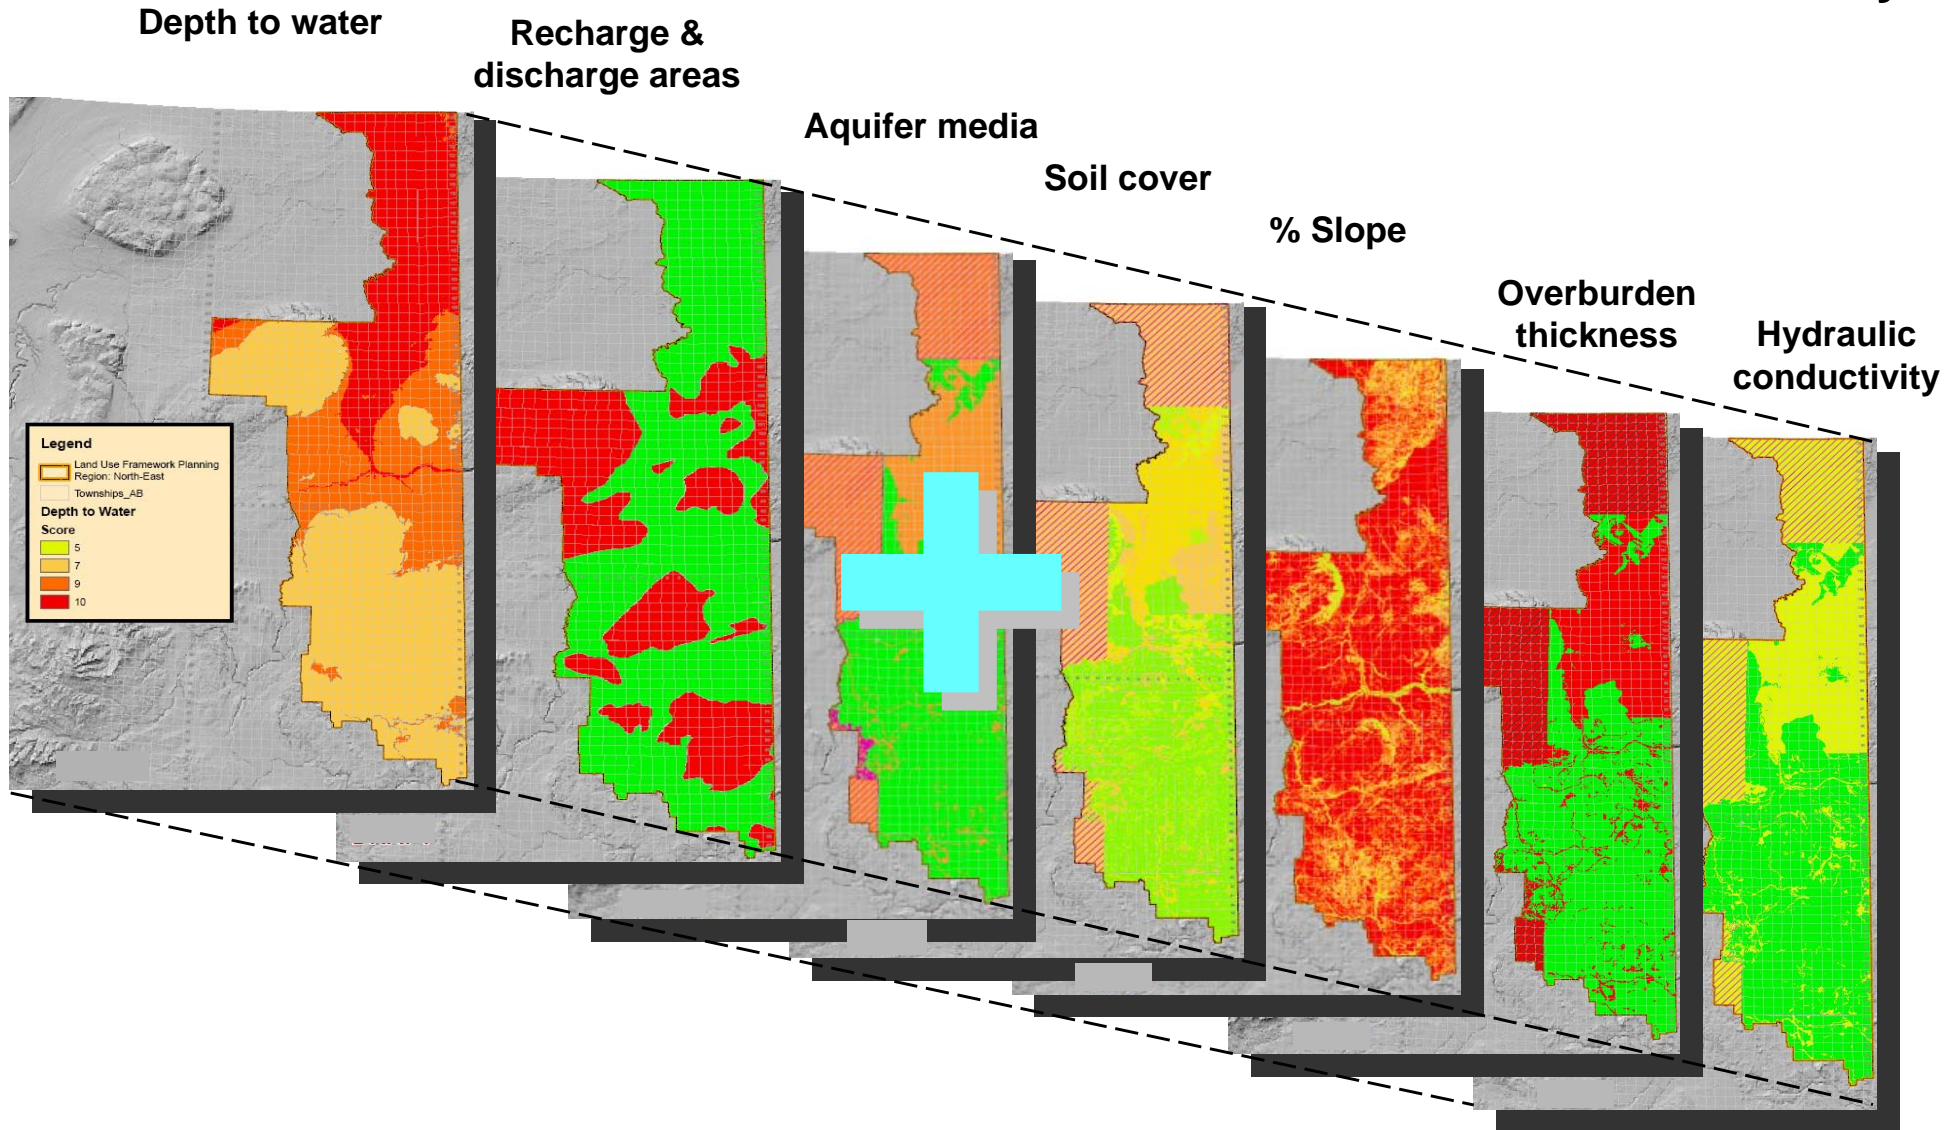 Depth to water
Recharge &
discharge areas
Aquifer media
Soil cover
% Slope
Overburden
thickness
Hydraulic
conductivity
Legend
Land Use Framework Planning
Region: North-East
Townships_AB
Depth to Water
Score
5
7
9
10